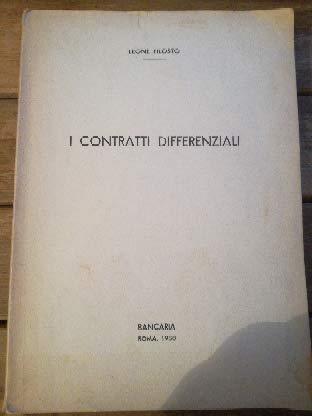 LEONE FILOSTO
I CONTRATTI DIFFERENZIALI
BANCARIA
ROMA, 1950